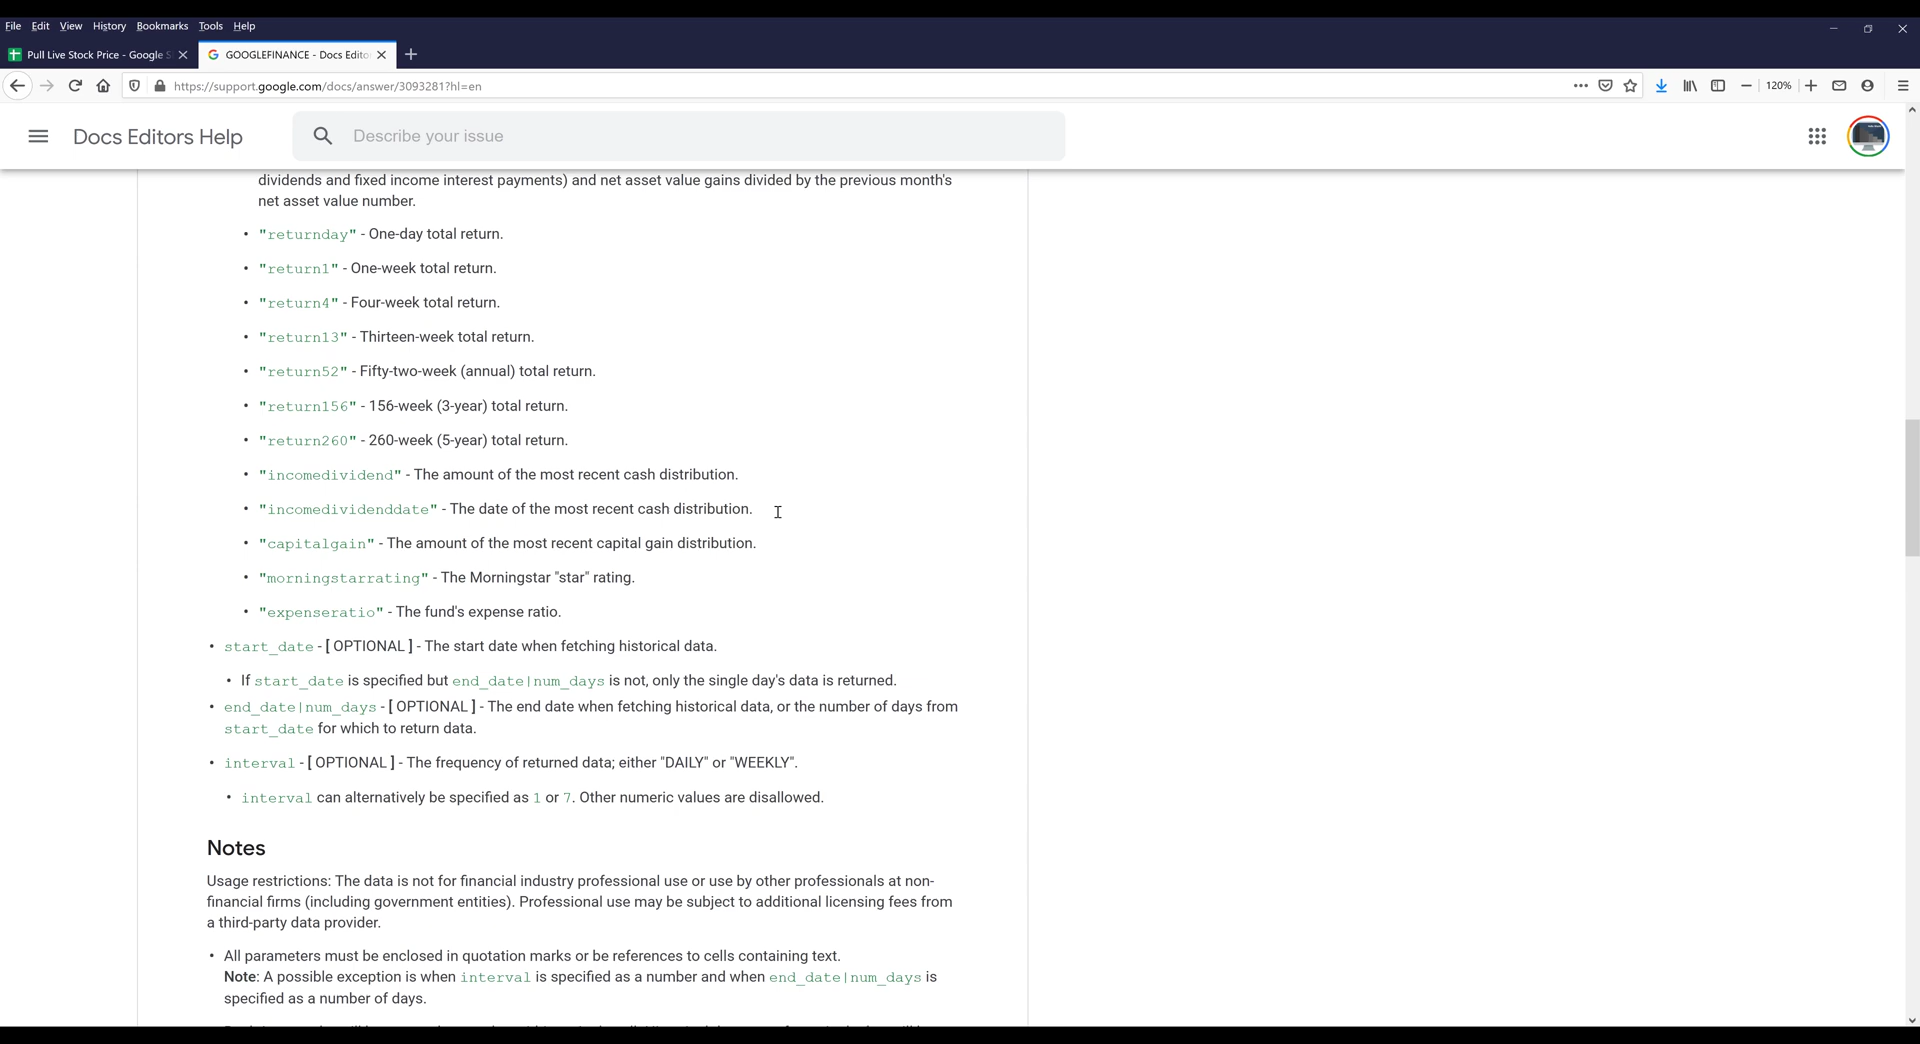 File Edit View History Bookmarks Tools Help
Pull Live Stock Price - Google S
GOOGLEFINANCE - Docs Edito
https://support.google.com/docs/answer/3093281?hl=en
120%
Docs Editors Help
Describe your issue
dividends and fixed income interest payments) and net asset value gains divided by the previous month's
net asset value number.
• "returnday" - One-day total return.
• "return1" - One-week total return.
• "return4" - Four-week total return.
• "return13" - Thirteen-week total return.
• "return52" - Fifty-two-week (annual) total return.
• "return156" - 156-week (3-year) total return.
• "return260" - 260-week (5-year) total return.
• "incomedividend" - The amount of the most recent cash distribution.
• "incomedividenddate" - The date of the most recent cash distribution.
• "capitalgain" - The amount of the most recent capital gain distribution.
• "morningstarrating" - The Morningstar "star" rating.
• "expenseratio" - The fund's expense ratio.
• start_date - [ OPTIONAL ] - The start date when fetching historical data.
• If start_date is specified but end_date|num_days is not, only the single day's data is returned.
• end_date|num_days - [ OPTIONAL ] - The end date when fetching historical data, or the number of days from
start_date for which to return data.
• interval - [ OPTIONAL ] - The frequency of returned data; either "DAILY" or "WEEKLY".
• interval can alternatively be specified as 1 or 7. Other numeric values are disallowed.
Notes
Usage restrictions: The data is not for financial industry professional use or use by other professionals at non-
financial firms (including government entities). Professional use may be subject to additional licensing fees from
a third-party data provider.
• All parameters must be enclosed in quotation marks or be references to cells containing text.
Note: A possible exception is when interval is specified as a number and when end_date|num_days is
specified as a number of days.